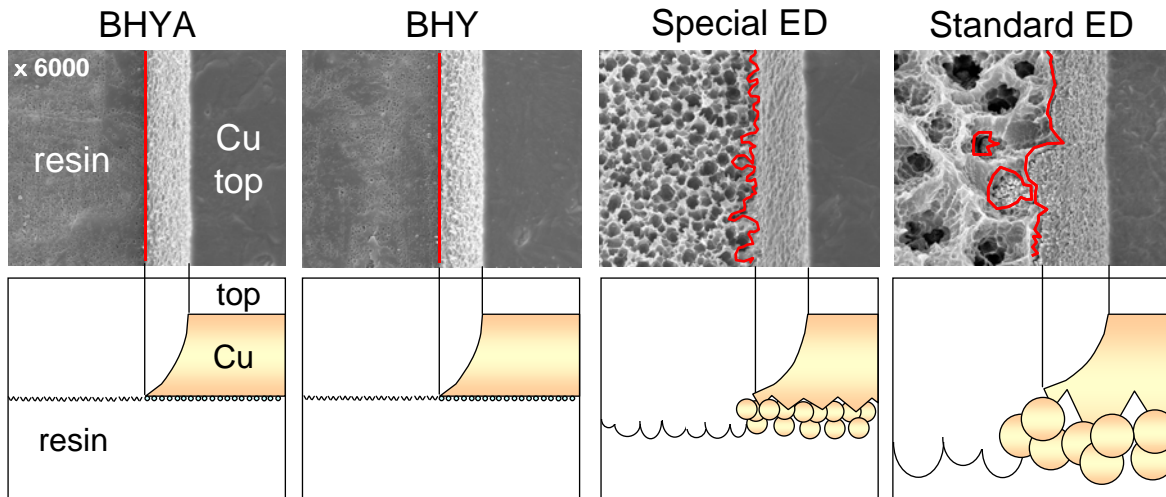 BHYA
BHY
Special ED
Standard ED
x 6000
resin
Cu
top
top
Cu
resin